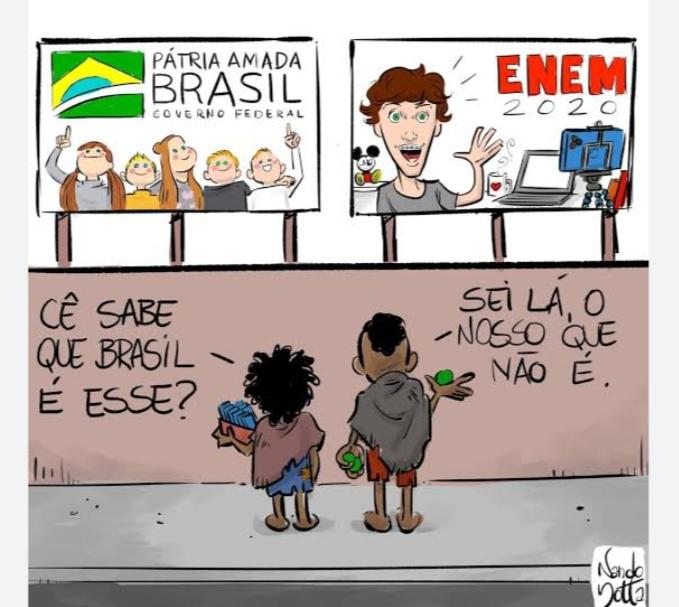 PÁTRIA AMADA
BRASIL
GOVERNO FEDERAL
ENEM
2020
CÊ SABE
QUE BRASIL
É ESSE?
SEI LÁ, O
NOSSO QUE
NÃO É.
Nando
Motta